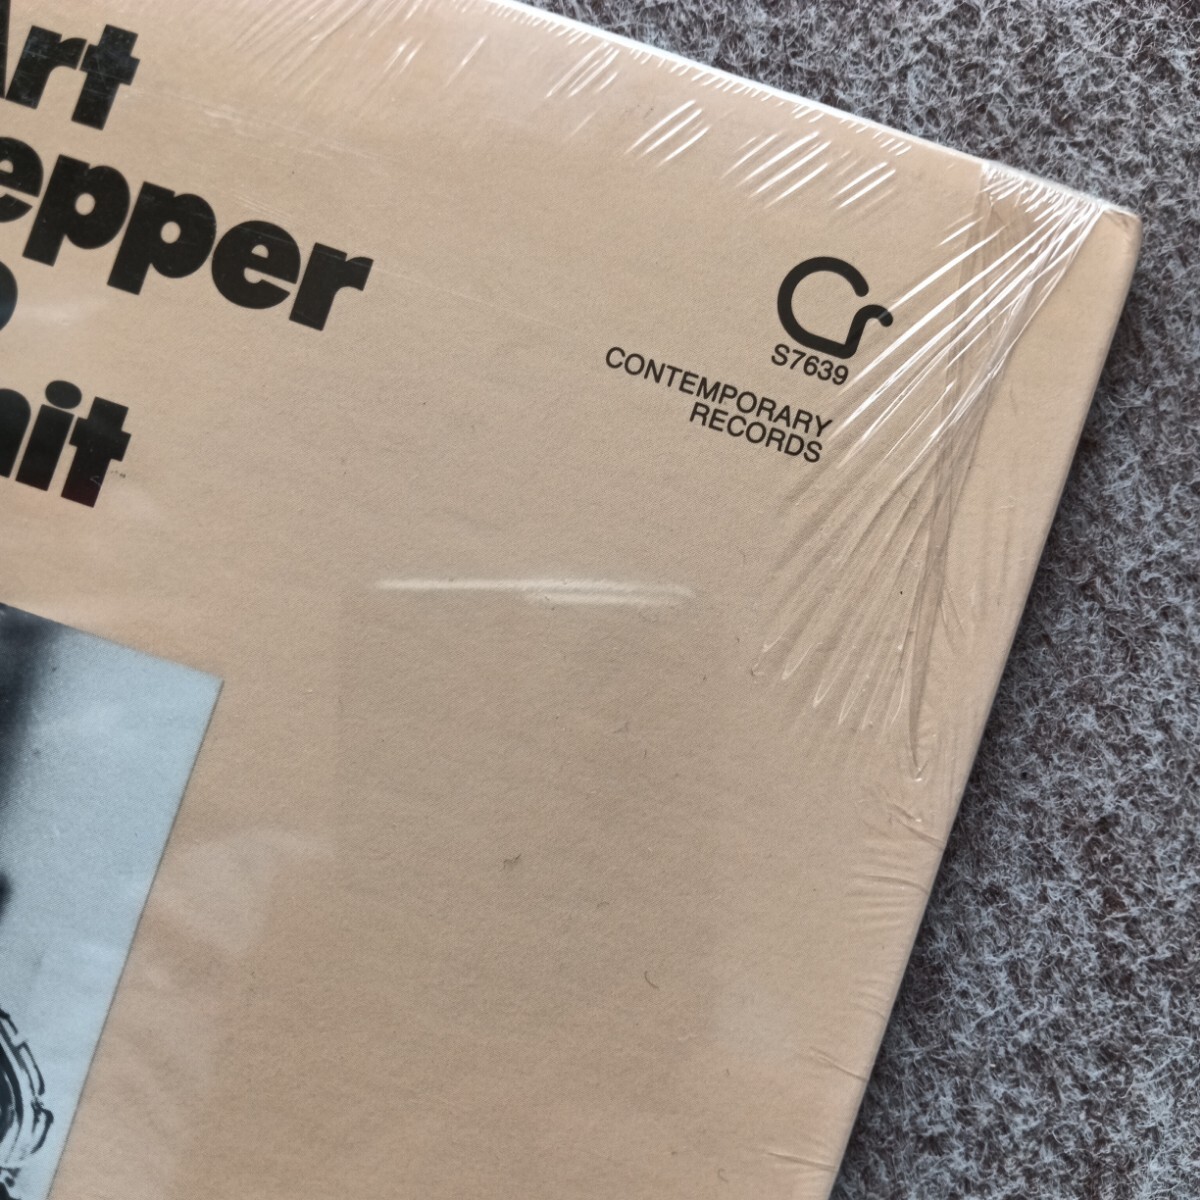 Art
epper
nit
Cr
S7639
CONTEMPORARY
RECORDS